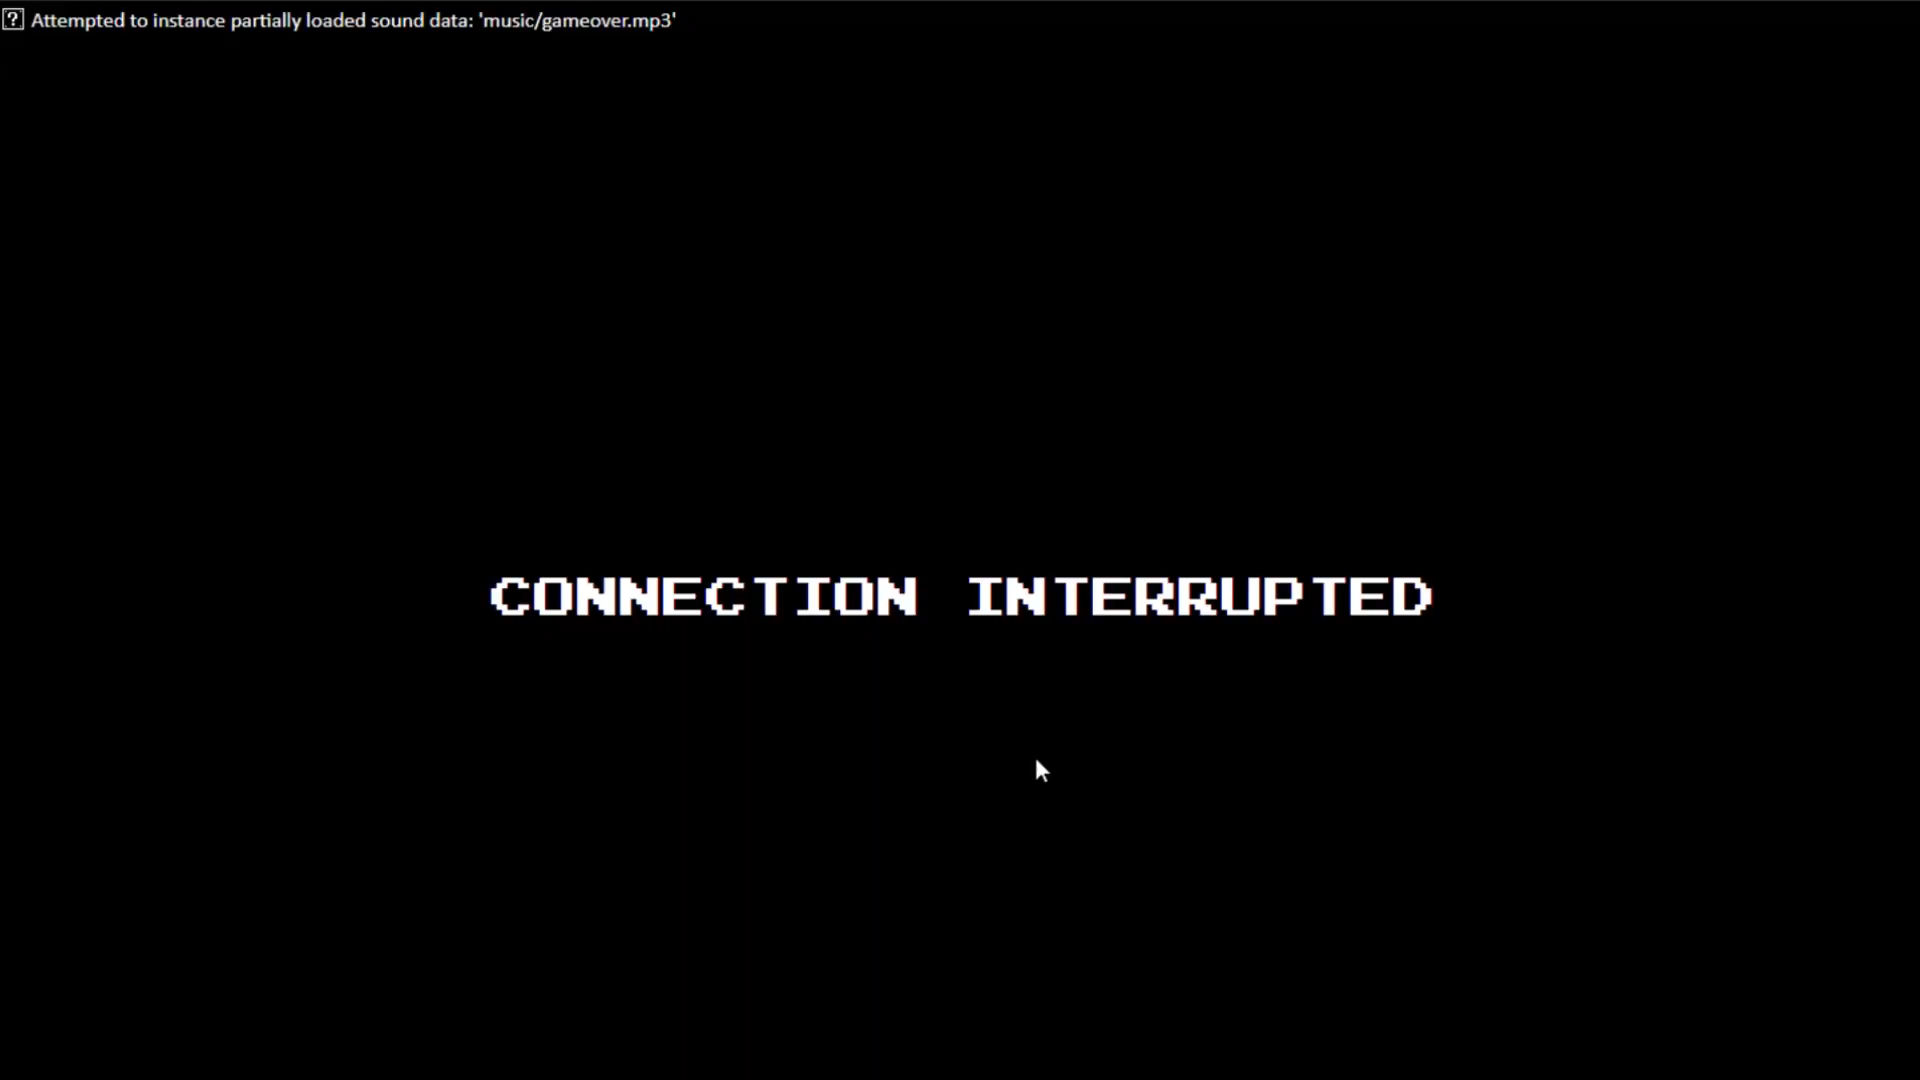 Attempted to instance partially loaded sound data: 'music/gameover.mp3'
CONNECTION INTERRUPTED